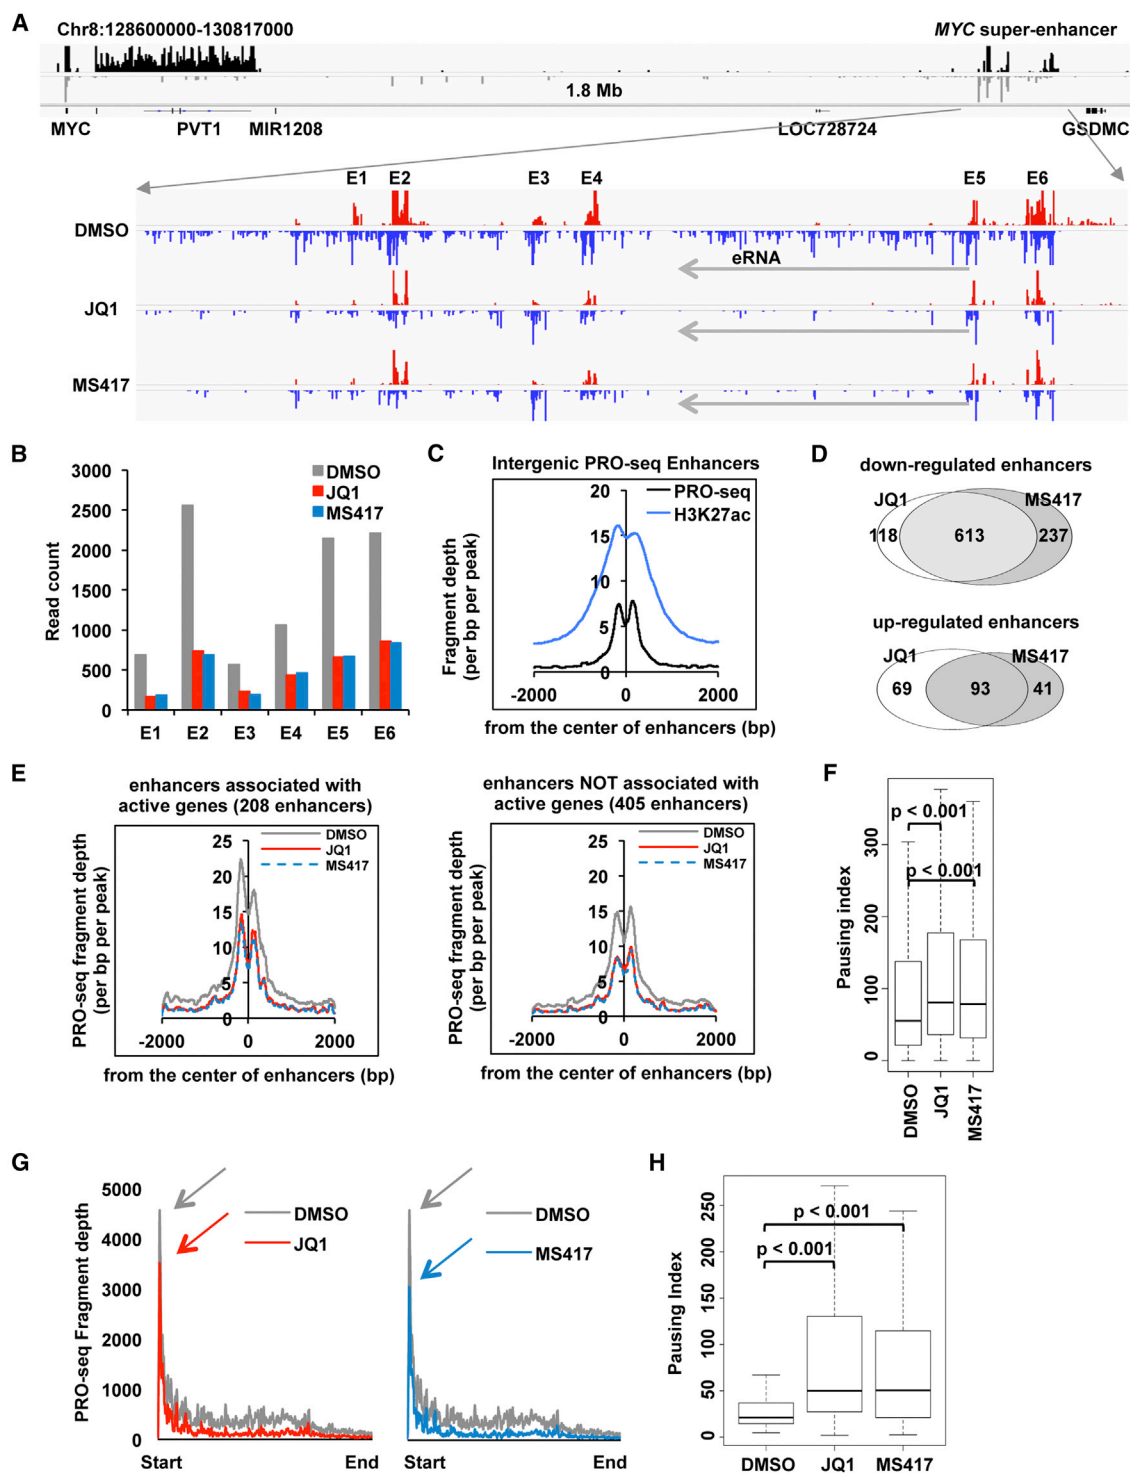 A
Chr8:128600000-130817000
MYC super-enhancer
1.8 Mb
MYC
PVT1
MIR1208
LOC728724
GSDMC
E1
E2
E3
E4
E5
E6
DMSO
eRNA
JQ1
MS417
B
3000
2500
2000
1500
1000
500
0
Read count
DMSO
JQ1
MS417
E1
E2
E3
E4
E5
E6
C
Intergenic PRO-seq Enhancers
20
15
10
5
0
PRO-seq
H3K27ac
Fragment depth
(per bp per peak)
-2000
0
2000
from the center of enhancers (bp)
D
down-regulated enhancers
JQ1
MS417
118
613
237
up-regulated enhancers
JQ1
MS417
69
93
41
E
enhancers associated with
active genes (208 enhancers)
25
20
15
10
5
0
DMSO
JQ1
MS417
PRO-seq fragment depth
(per bp per peak)
-2000
0
2000
from the center of enhancers (bp)
enhancers NOT associated with
active genes (405 enhancers)
25
20
15
10
5
0
DMSO
JQ1
MS417
PRO-seq fragment depth
(per bp per peak)
-2000
0
2000
from the center of enhancers (bp)
F
p < 0.001
p < 0.001
Pausing index
300
200
100
0
DMSO
JQ1
MS417
G
5000
4000
3000
2000
1000
0
PRO-seq Fragment depth
DMSO
JQ1
Start
End
DMSO
MS417
Start
End
H
p < 0.001
p < 0.001
Pausing Index
250
200
150
100
50
0
DMSO
JQ1
MS417